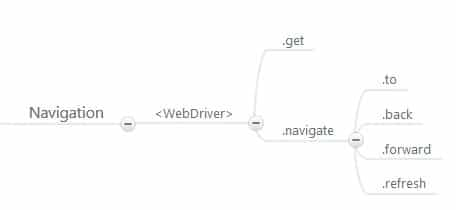 Navigation
<WebDriver>
.get
.navigate
.to
.back
.forward
.refresh